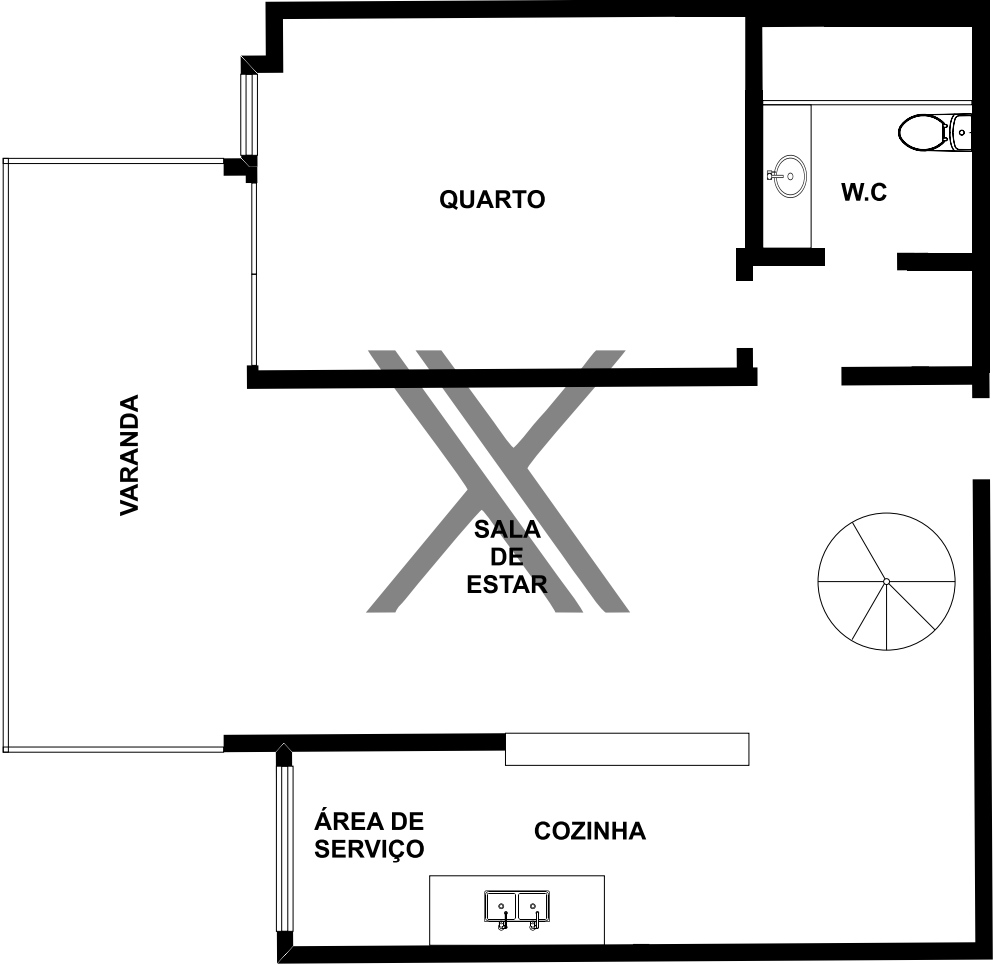 QUARTO
W.C
VARANDA
SALA
DE
ESTAR
ÁREA DE
SERVIÇO
COZINHA